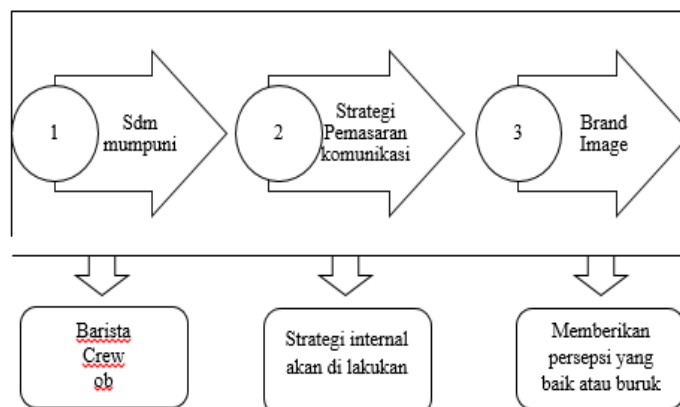 1
Sdm
mumpuni
2
Strategi
Pemasaran
komunikasi
3
Brand
Image
Barista
Crew
ob
Strategi internal
akan di lakukan
Memberikan
persepsi yang
baik atau buruk